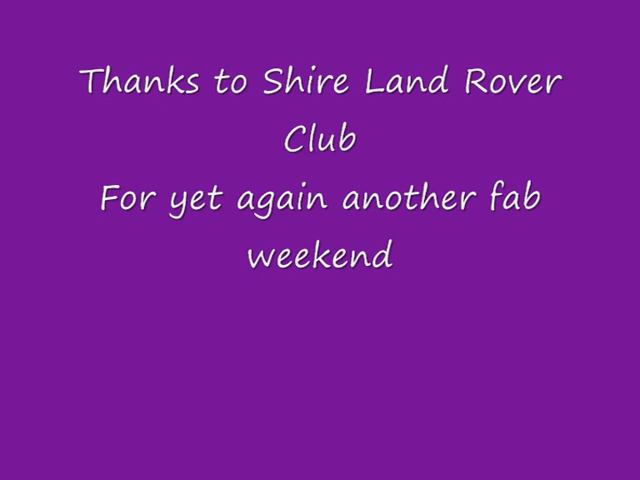 Thanks to Shire Land Rover
Club
For yet again another fab
weekend